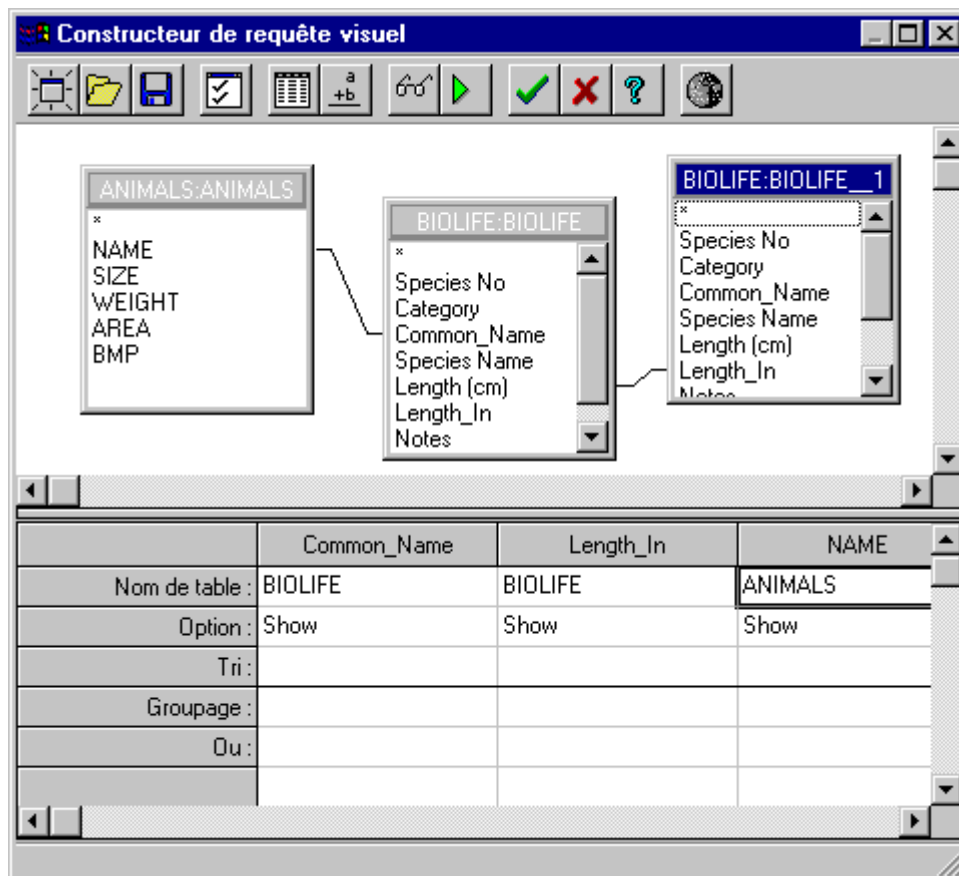 Constructeur de requête visuel
a
+b
ANIMALS:ANIMALS
*
NAME
SIZE
WEIGHT
AREA
BMP
BIOLIFE:BIOLIFE
*
Species No
Category
Common_Name
Species Name
Length (cm)
Length_In
Notes
BIOLIFE:BIOLIFE__1
*
Species No
Category
Common_Name
Species Name
Length (cm)
Length_In
Notes
Common_Name Length_In NAME
Nom de table : BIOLIFE BIOLIFE ANIMALS
Option : Show Show Show
Tri :
Groupage :
Ou :